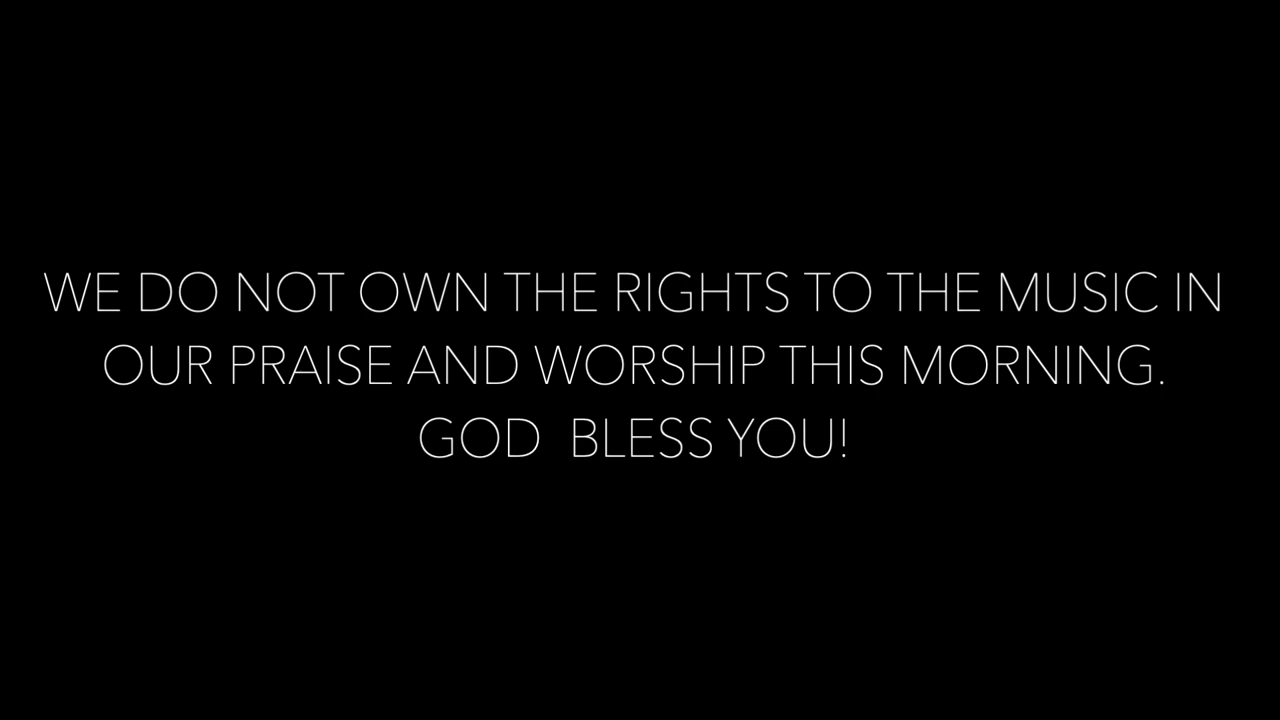 WE DO NOT OWN THE RIGHTS TO THE MUSIC IN
OUR PRAISE AND WORSHIP THIS MORNING.
GOD  BLESS YOU!